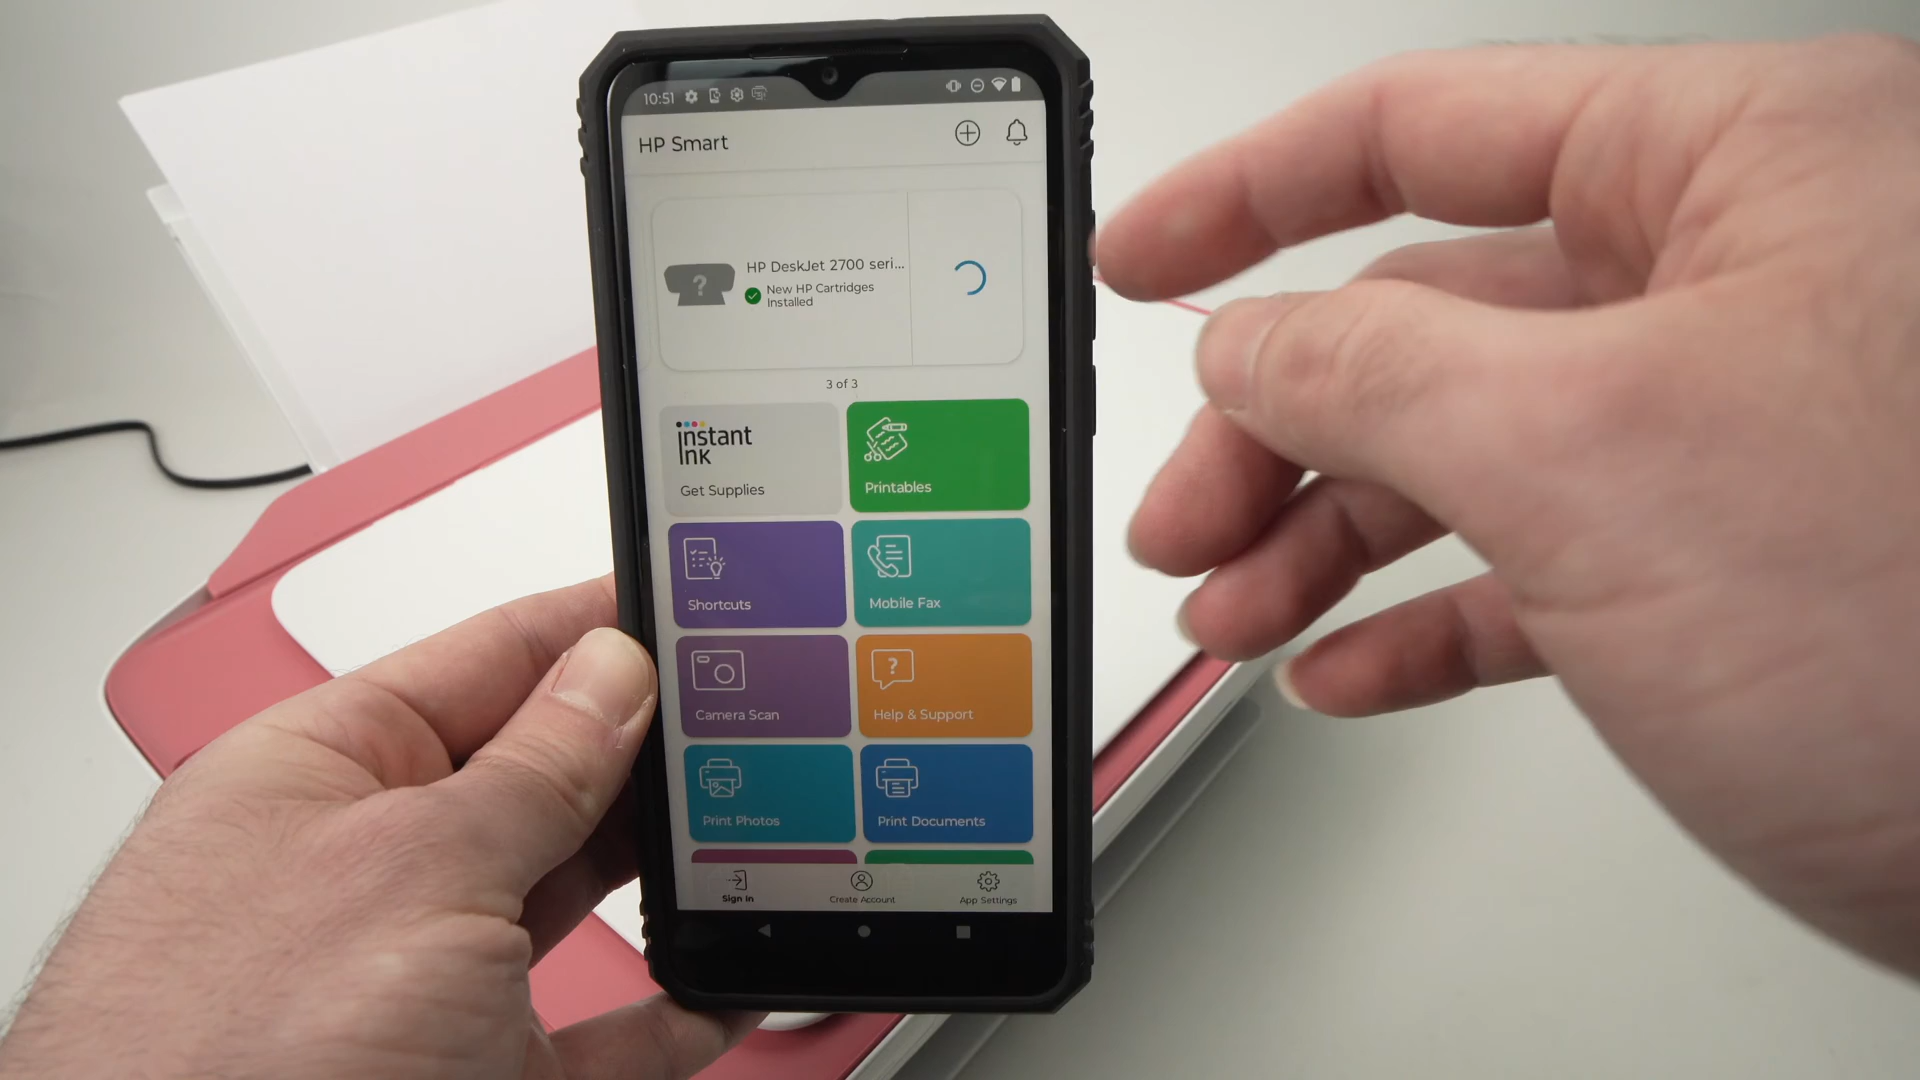 10:51
HP Smart
HP DeskJet 2700 seri...
New HP Cartridges
Installed
?
3 of 3
instant
ink
Get Supplies
Printables
Shortcuts
Mobile Fax
Camera Scan
?
Help & Support
Print Photos
Print Documents
Sign In
Create Account
App Settings